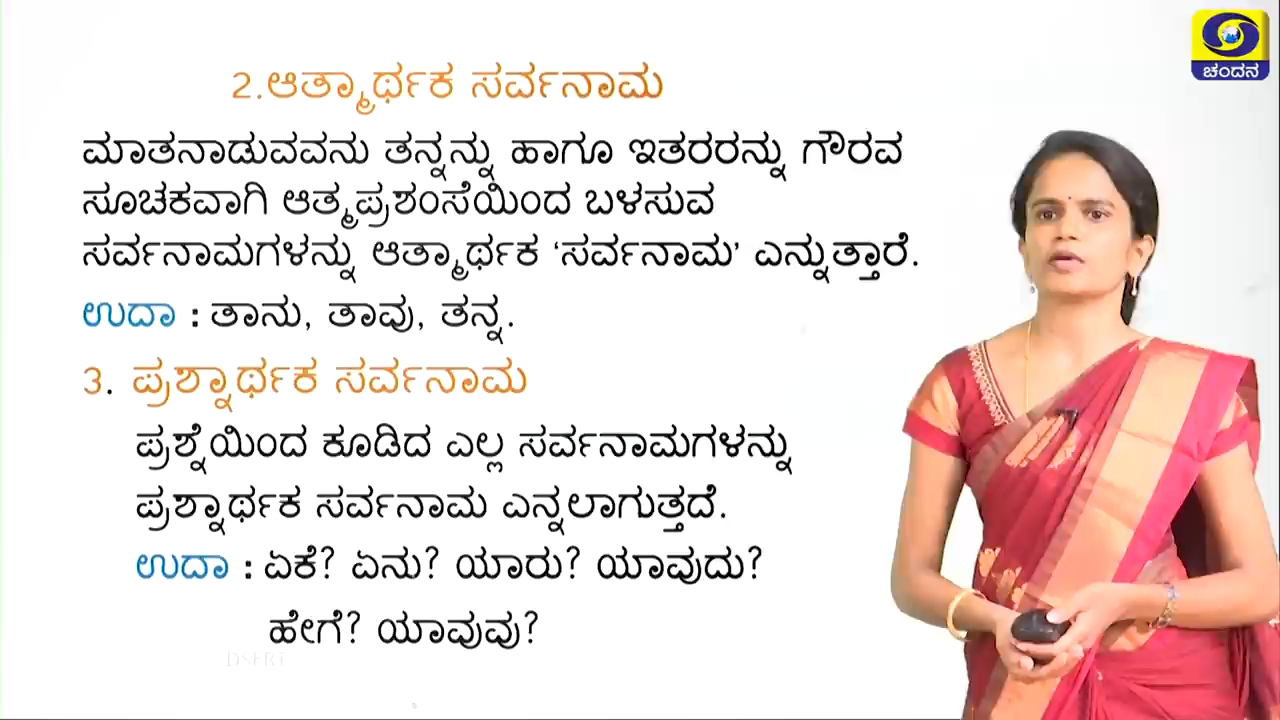 ಚಂದನ
2.ಆತ್ಮಾರ್ಥಕ ಸರ್ವನಾಮ
ಮಾತನಾಡುವವನು ತನ್ನನ್ನು ಹಾಗೂ ಇತರರನ್ನು ಗೌರವ
ಸೂಚಕವಾಗಿ ಆತ್ಮಪ್ರಶಂಸೆಯಿಂದ ಬಳಸುವ
ಸರ್ವನಾಮಗಳನ್ನು ಆತ್ಮಾರ್ಥಕ ‘ಸರ್ವನಾಮ’ ಎನ್ನುತ್ತಾರೆ.
ಉದಾ : ತಾನು, ತಾವು, ತನ್ನ.
3. ಪ್ರಶ್ನಾರ್ಥಕ ಸರ್ವನಾಮ
ಪ್ರಶ್ನೆಯಿಂದ ಕೂಡಿದ ಎಲ್ಲ ಸರ್ವನಾಮಗಳನ್ನು
ಪ್ರಶ್ನಾರ್ಥಕ ಸರ್ವನಾಮ ಎನ್ನಲಾಗುತ್ತದೆ.
ಉದಾ : ಏಕೆ? ಏನು? ಯಾರು? ಯಾವುದು?
ಹೇಗೆ? ಯಾವುವು?
DSERT